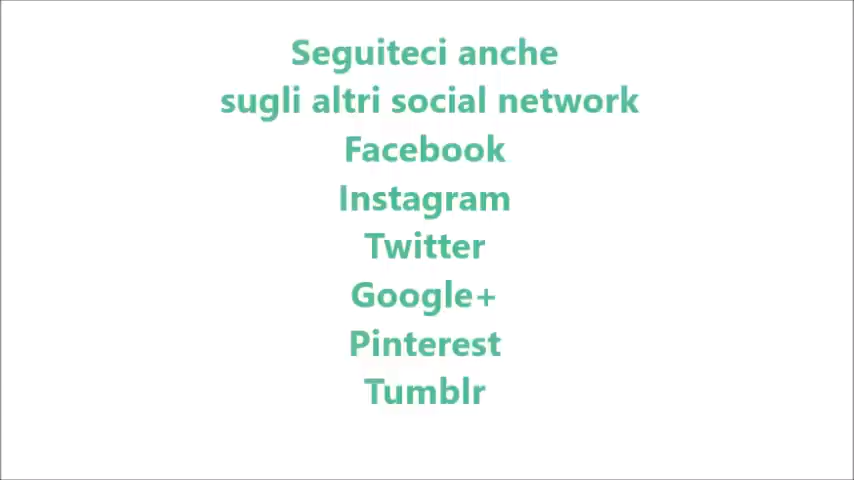 Seguiteci anche
sugli altri social network
Facebook
Instagram
Twitter
Google+
Pinterest
Tumblr